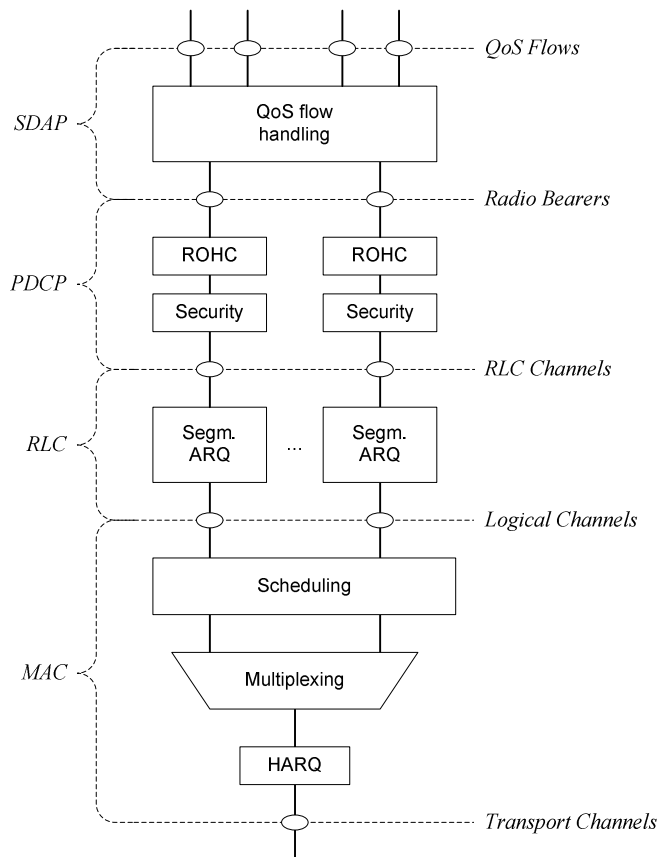 QoS Flows
QoS flow
handling
SDAP
Radio Bearers
ROHC
ROHC
PDCP
Security
Security
RLC Channels
Segm.
ARQ
...
Segm.
ARQ
RLC
Logical Channels
Scheduling
MAC
Multiplexing
HARQ
Transport Channels